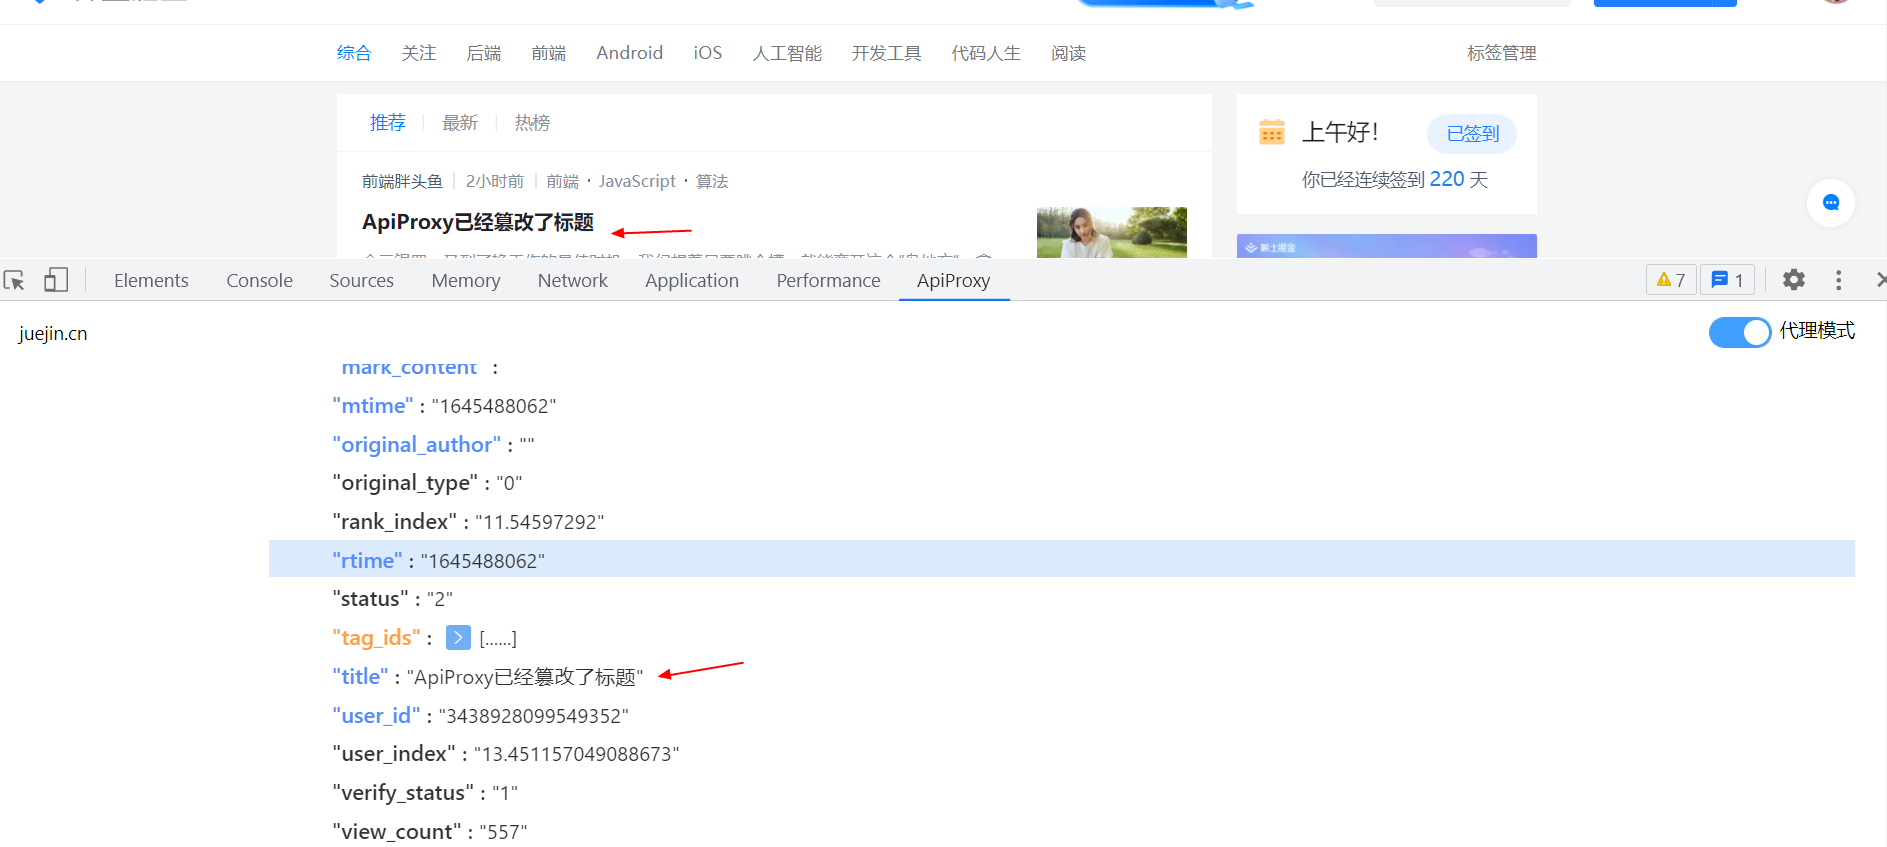 综合 关注 后端 前端 Android iOS 人工智能 开发工具 代码人生 阅读 标签管理
推荐 最新 热榜
前端胖头鱼 2小时前 前端 · JavaScript · 算法
ApiProxy已经篡改了标题
上午好！ 已签到
你已经连续签到 220 天
稀土掘金
Elements Console Sources Memory Network Application Performance ApiProxy 7 1
juejin.cn 代理模式
"mark_content" :
"mtime" : "1645488062"
"original_author" : ""
"original_type" : "0"
"rank_index" : "11.54597292"
"rtime" : "1645488062"
"status" : "2"
"tag_ids" : > [......]
"title" : "ApiProxy已经篡改了标题"
"user_id" : "3438928099549352"
"user_index" : "13.451157049088673"
"verify_status" : "1"
"view_count" : "557"